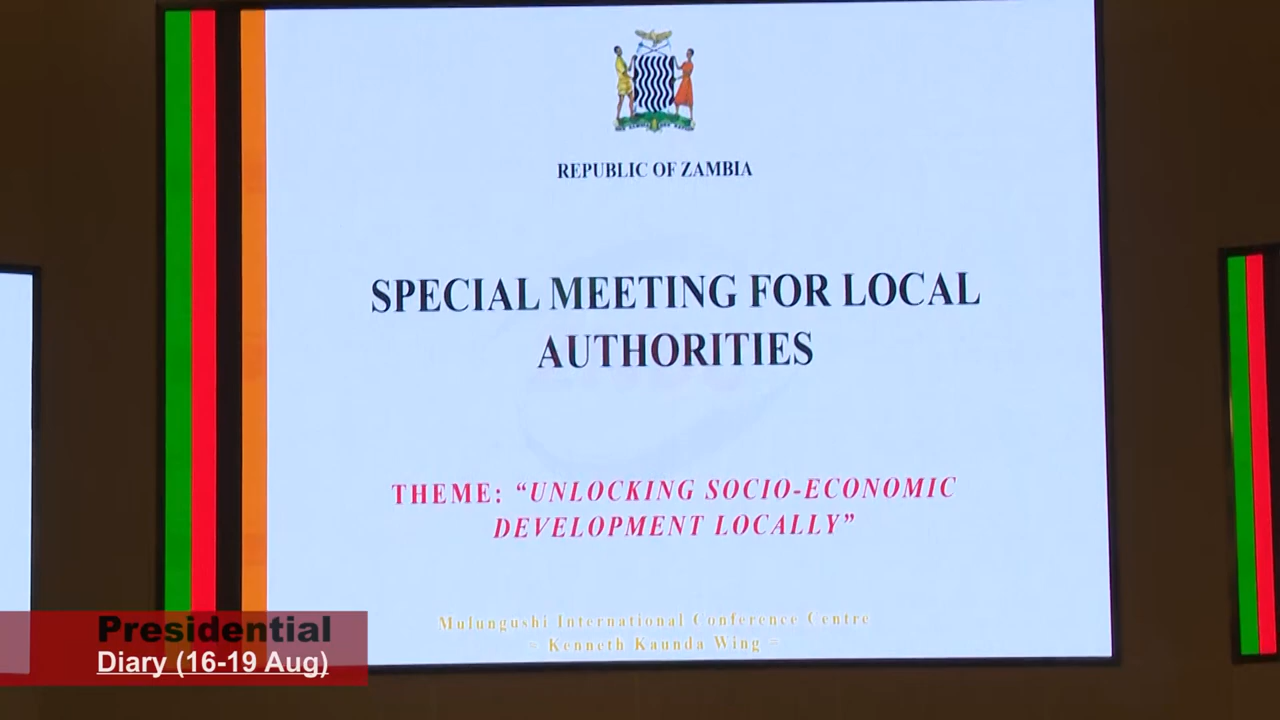 REPUBLIC OF ZAMBIA
SPECIAL MEETING FOR LOCAL
AUTHORITIES
THEME: “UNLOCKING SOCIO-ECONOMIC
DEVELOPMENT LOCALLY”
Mulungushi International Conference Centre
- Kenneth Kaunda Wing -
Presidential
Diary (16-19 Aug)